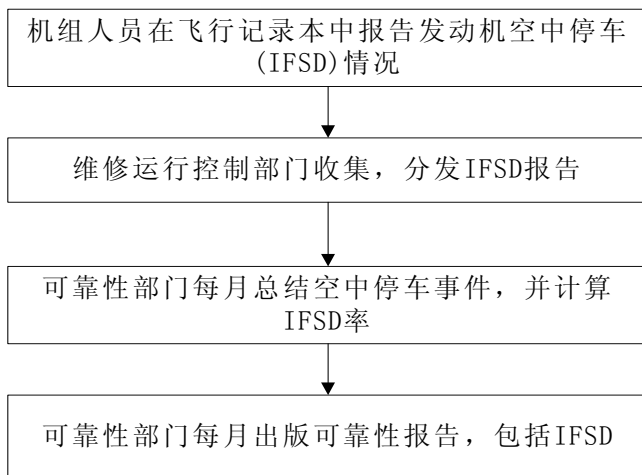 机组人员在飞行记录本中报告发动机空中停车
(IFSD)情况
维修运行控制部门收集，分发IFSD报告
可靠性部门每月总结空中停车事件，并计算
IFSD率
可靠性部门每月出版可靠性报告，包括IFSD